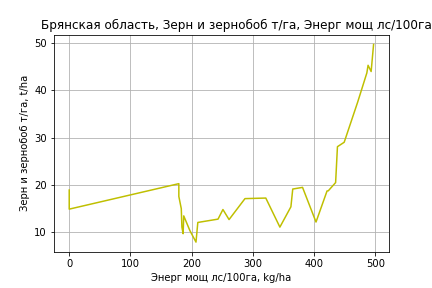 Брянская область, Зерн и зернобоб т/га, Энерг мощ лс/100га
Зерн и зернобоб т/га, t/ha
50
40
30
20
10
0 100 200 300 400 500
Энерг мощ лс/100га, kg/ha